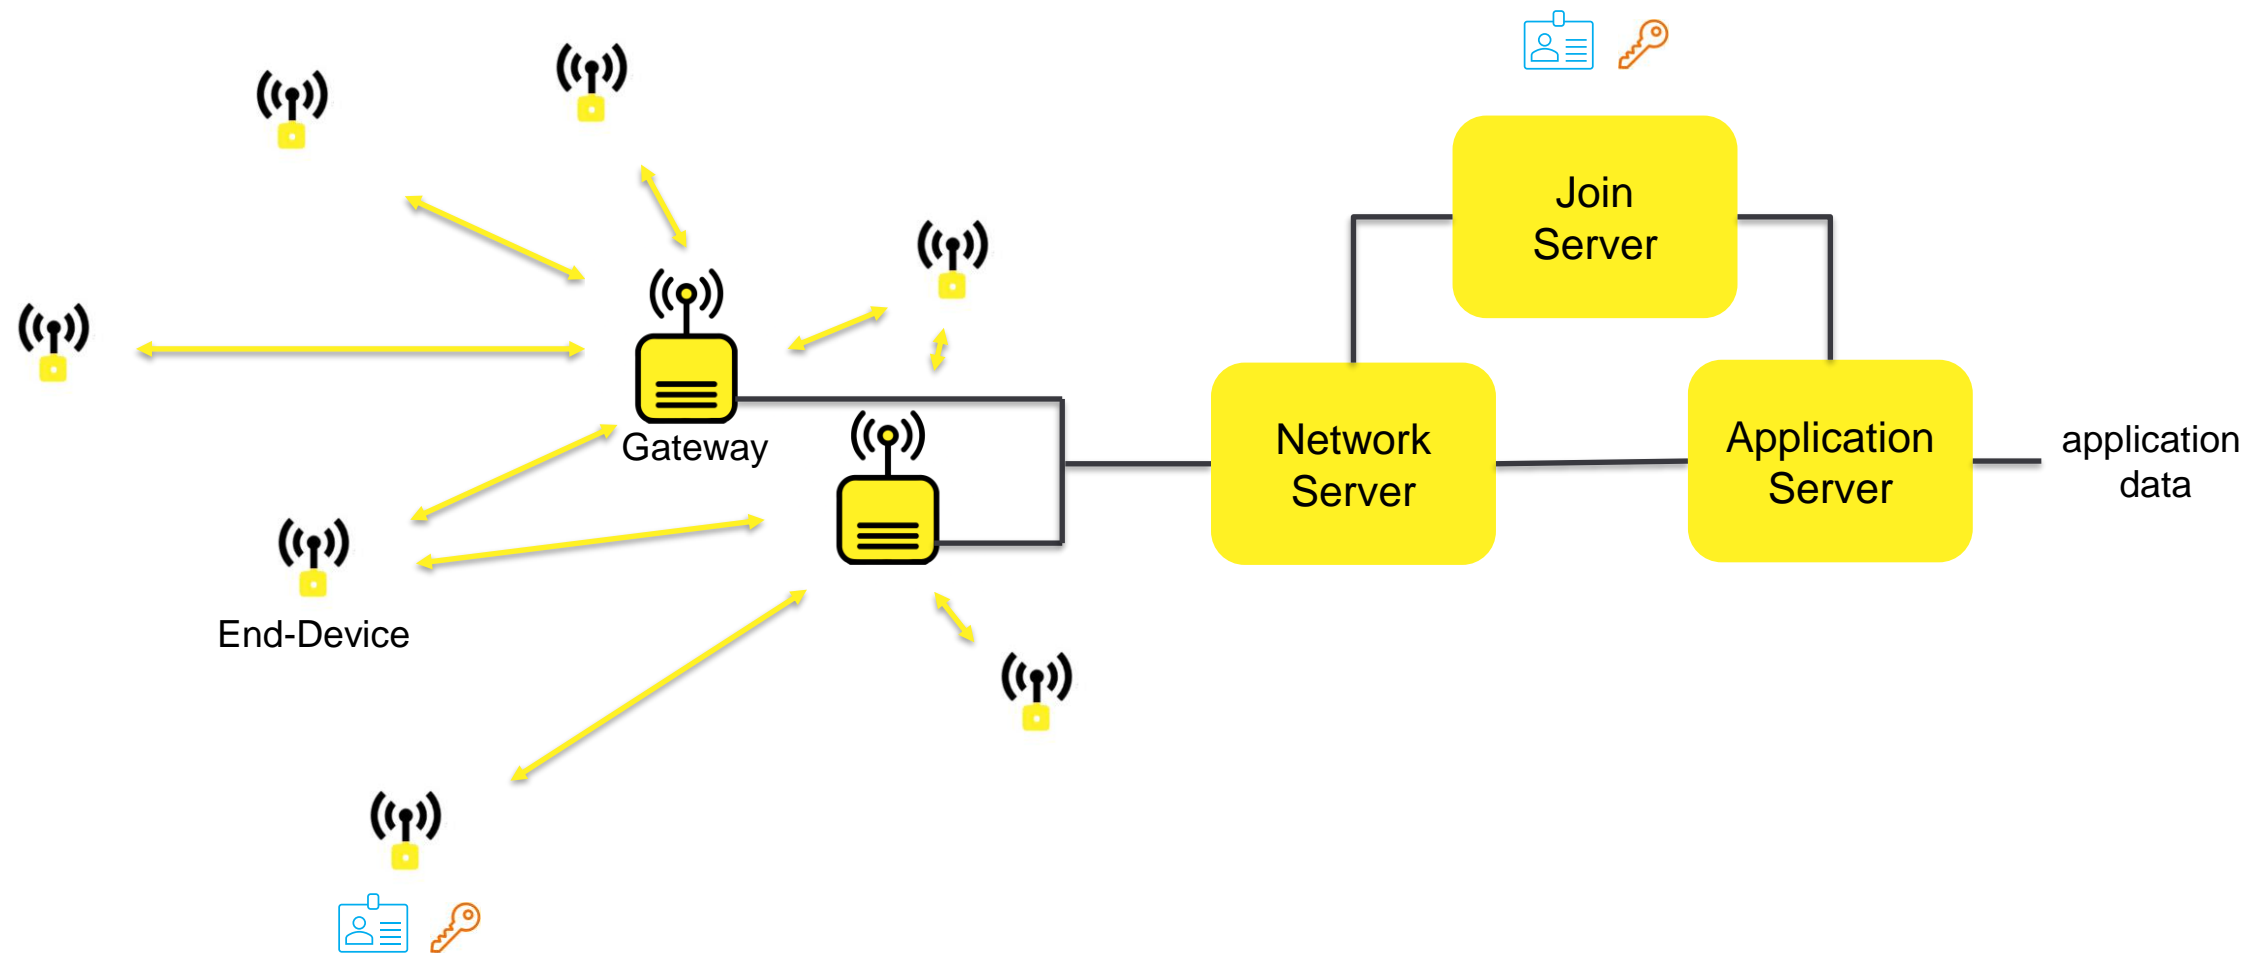 Join
Server
Network
Server
Application
Server
application
data
Gateway
End-Device